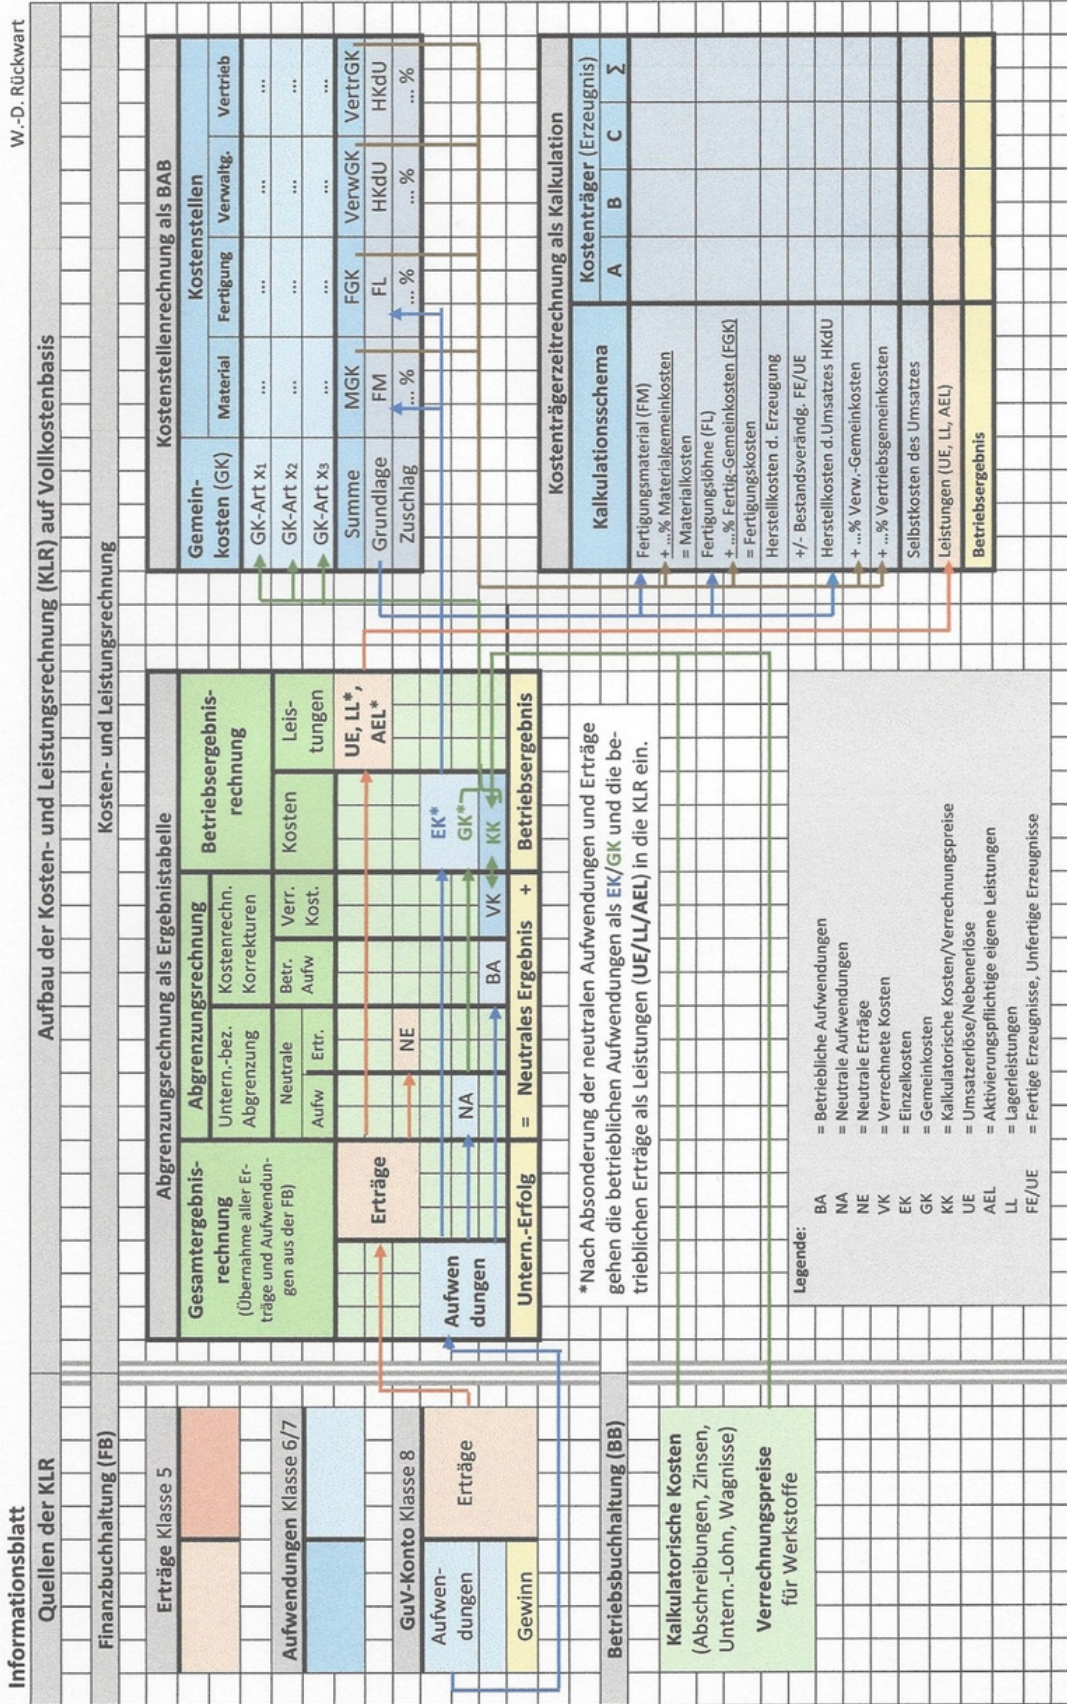 Informationsblatt
W.-D. Rückwart
Quellen der KLR
Aufbau der Kosten- und Leistungsrechnung (KLR) auf Vollkostenbasis
Finanzbuchhaltung (FB)
Kosten- und Leistungsrechnung
Erträge Klasse 5
Aufwendungen Klasse 6/7
GuV-Konto Klasse 8
Aufwen-
dungen
Erträge
Gewinn
Betriebsbuchhaltung (BB)
Kalkulatorische Kosten
(Abschreibungen, Zinsen,
Untern.-Lohn, Wagnisse)
Verrechnungspreise
für Werkstoffe
Abgrenzungsrechnung als Ergebnistabelle
Gesamtergebnis-
rechnung
(Übernahme aller Er-
träge und Aufwendun-
gen aus der FB)
Abgrenzungsrechnung
Untern.-bez.
Abgrenzung
Kostenrechn.
Korrekturen
Neutrale
Aufw
Ertr.
Betr.
Aufw
Verr.
Kost.
Betriebsergebnis-
rechnung
Kosten
Leis-
tungen
Erträge
UE, LL*,
AEL*
NE
Aufwen
dungen
NA
BA
VK
EK*
GK*
KK
Untern.-Erfolg = Neutrales Ergebnis + Betriebsergebnis
*Nach Absonderung der neutralen Aufwendungen und Erträge
gehen die betrieblichen Aufwendungen als EK/GK und die be-
trieblichen Erträge als Leistungen (UE/LL/AEL) in die KLR ein.
Legende:
BA = Betriebliche Aufwendungen
NA = Neutrale Aufwendungen
NE = Neutrale Erträge
VK = Verrechnete Kosten
EK = Einzelkosten
GK = Gemeinkosten
KK = Kalkulatorische Kosten/Verrechnungspreise
UE = Umsatzerlöse/Nebenerlöse
AEL = Aktivierungspflichtige eigene Leistungen
LL = Lagerleistungen
FE/UE = Fertige Erzeugnisse, Unfertige Erzeugnisse
Kostenstellenrechnung als BAB
Gemein-
kosten (GK)
Kostenstellen
Material Fertigung Verwaltg. Vertrieb
GK-Art x1 ... ... ... ...
GK-Art x2 ... ... ... ...
GK-Art x3 ... ... ... ...
Summe MGK FGK VerwGK VertrGK
Grundlage FM FL HKdU HKdU
Zuschlag ... % ... % ... % ... %
Kostenträgerzeitrechnung als Kalkulation
Kalkulationsschema
Kostenträger (Erzeugnis)
A B C Σ
Fertigungsmaterial (FM)
+ ...% Materialgemeinkosten
= Materialkosten
Fertigungslöhne (FL)
+ ...% Fertig-Gemeinkosten (FGK)
= Fertigungskosten
Herstellkosten d. Erzeugung
+/- Bestandsverändg. FE/UE
Herstellkosten d.Umsatzes HKdU
+ ...% Verw.-Gemeinkosten
+ ...% Vertriebsgemeinkosten
Selbstkosten des Umsatzes
Leistungen (UE, LL, AEL)
Betriebsergebnis